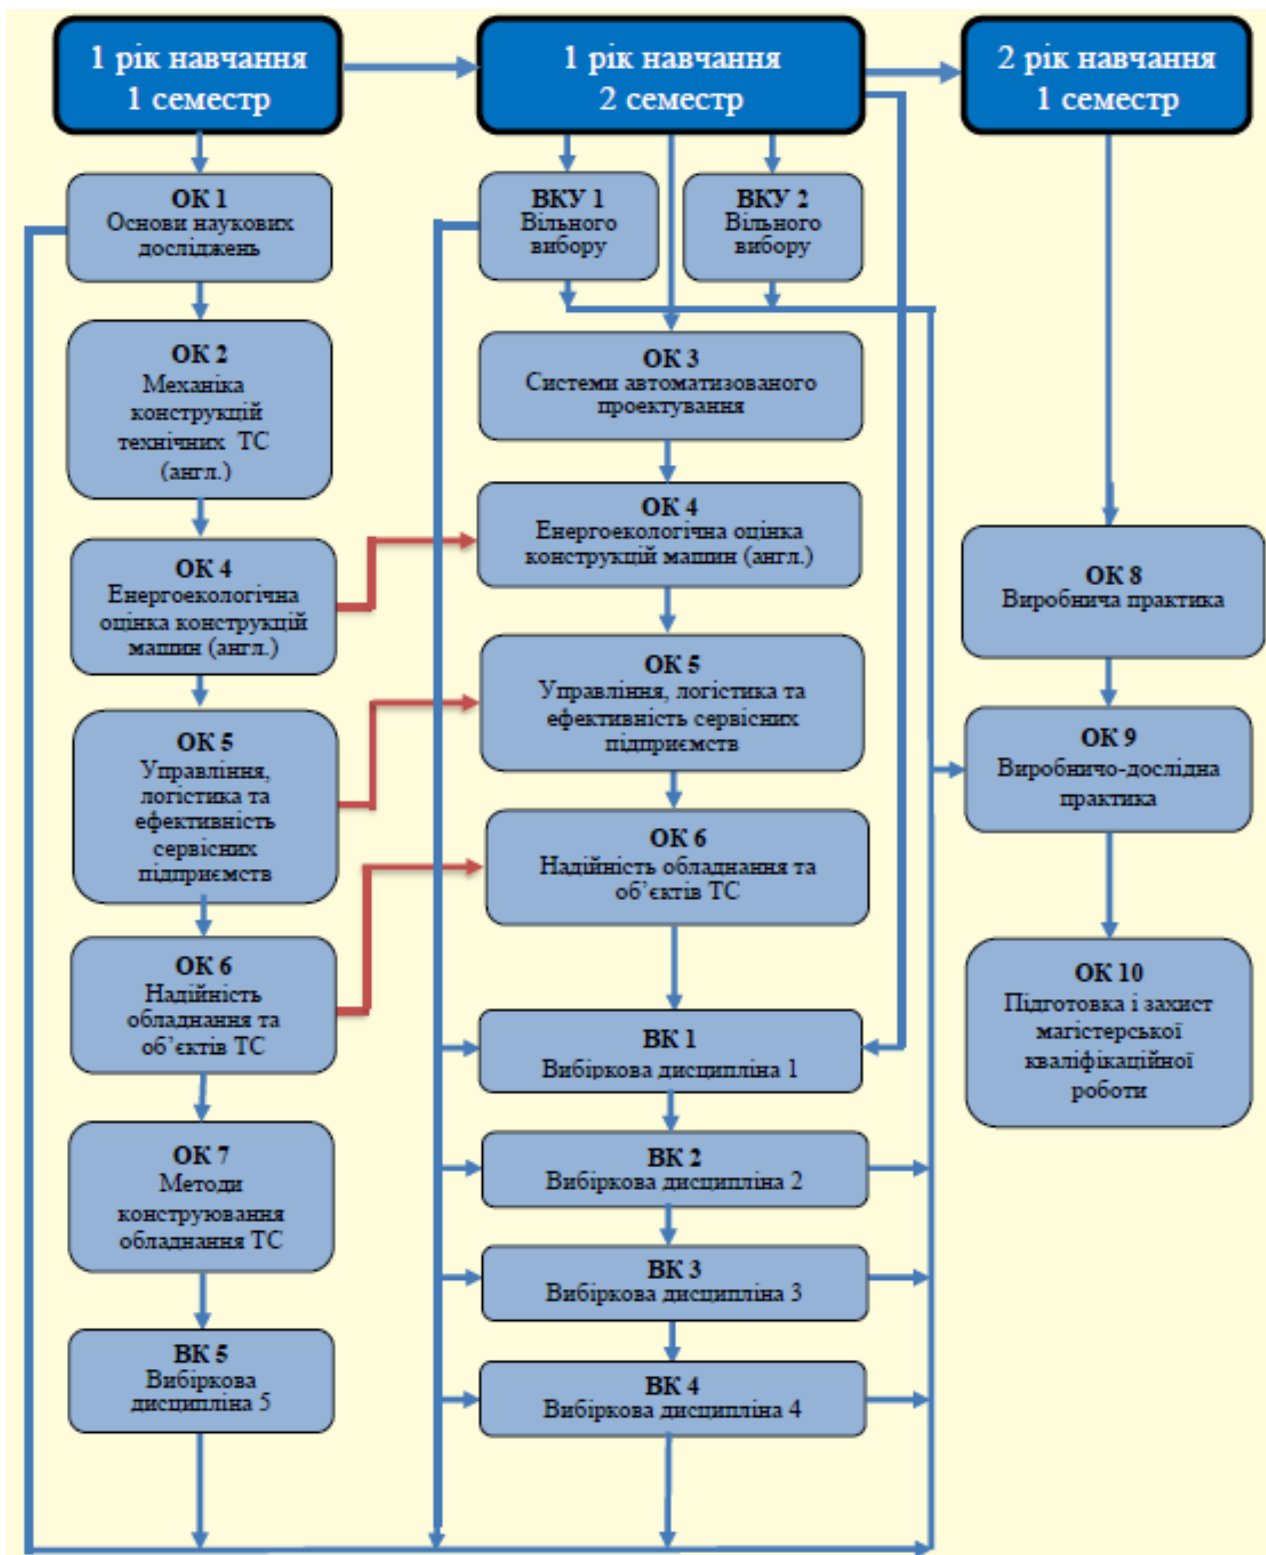 1 рік навчання
1 семестр
1 рік навчання
2 семестр
2 рік навчання
1 семестр
ОК 1
Основи наукових
досліджень
ОК 2
Механіка
конструкцій
технічних ТС
(англ.)
ОК 4
Енергоекологічна
оцінка конструкцій
машин (англ.)
ОК 5
Управління,
логістика та
ефективність
сервісних
підприємств
ОК 6
Надійність
обладнання та
об’єктів ТС
ОК 7
Методи
конструювання
обладнання ТС
ВК 5
Вибіркова
дисципліна 5
ВКУ 1
Вільного
вибору
ВКУ 2
Вільного
вибору
ОК 3
Системи автоматизованого
проектування
ОК 4
Енергоекологічна оцінка
конструкцій машин (англ.)
ОК 5
Управління, логістика та
ефективність сервісних
підприємств
ОК 6
Надійність обладнання та
об’єктів ТС
ВК 1
Вибіркова дисципліна 1
ВК 2
Вибіркова дисципліна 2
ВК 3
Вибіркова дисципліна 3
ВК 4
Вибіркова дисципліна 4
ОК 8
Виробнича практика
ОК 9
Виробничо-дослідна
практика
ОК 10
Підготовка і захист
магістерської
кваліфікаційної
роботи